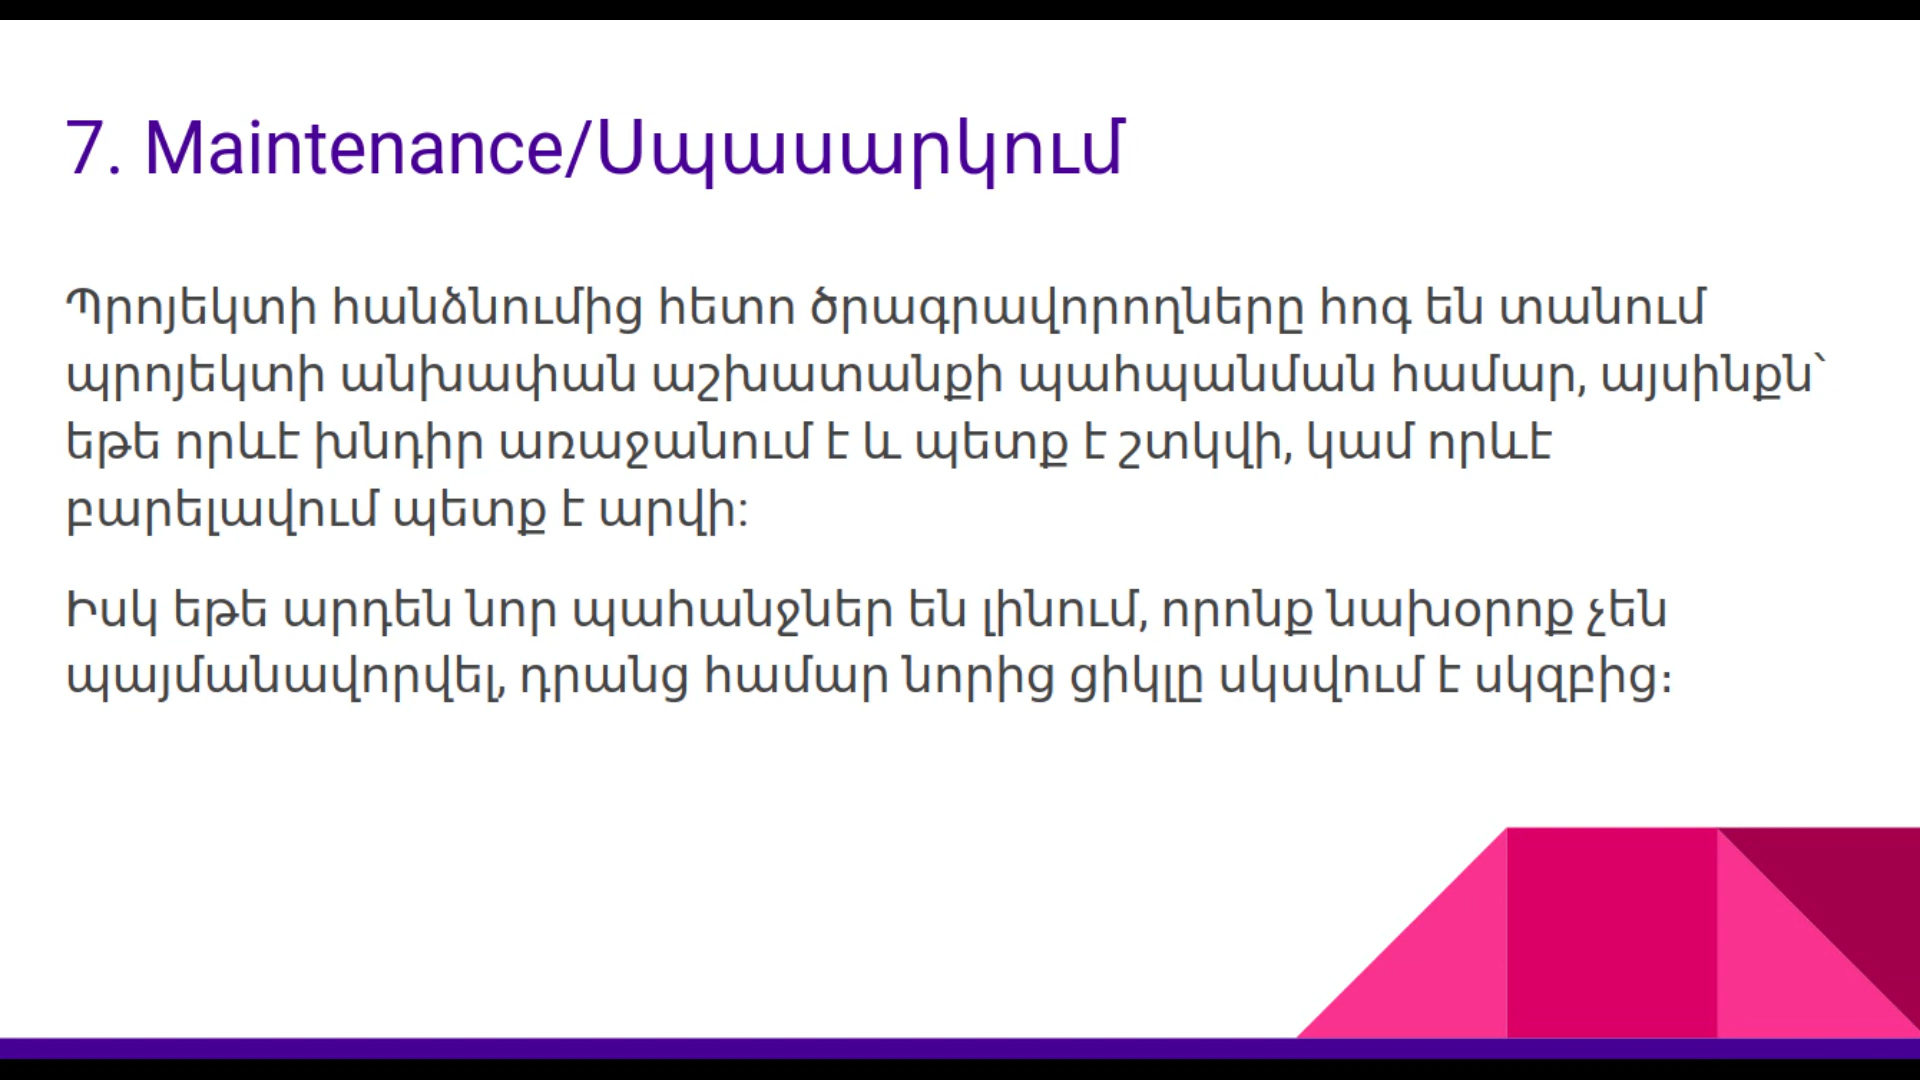 7. Maintenance/Սպասարկում
Պրոյեկտի հանձնումից հետո ծրագրավորողները հոգ են տանում
պրոյեկտի անխափան աշխատանքի պահպանման համար, այսինքն՝
եթե որևէ խնդիր առաջանում է և պետք է շտկվի, կամ որևէ
բարելավում պետք է արվի:
Իսկ եթե արդեն նոր պահանջներ են լինում, որոնք նախօրոք չեն
պայմանավորվել, դրանց համար նորից ցիկլը սկսվում է սկզբից։